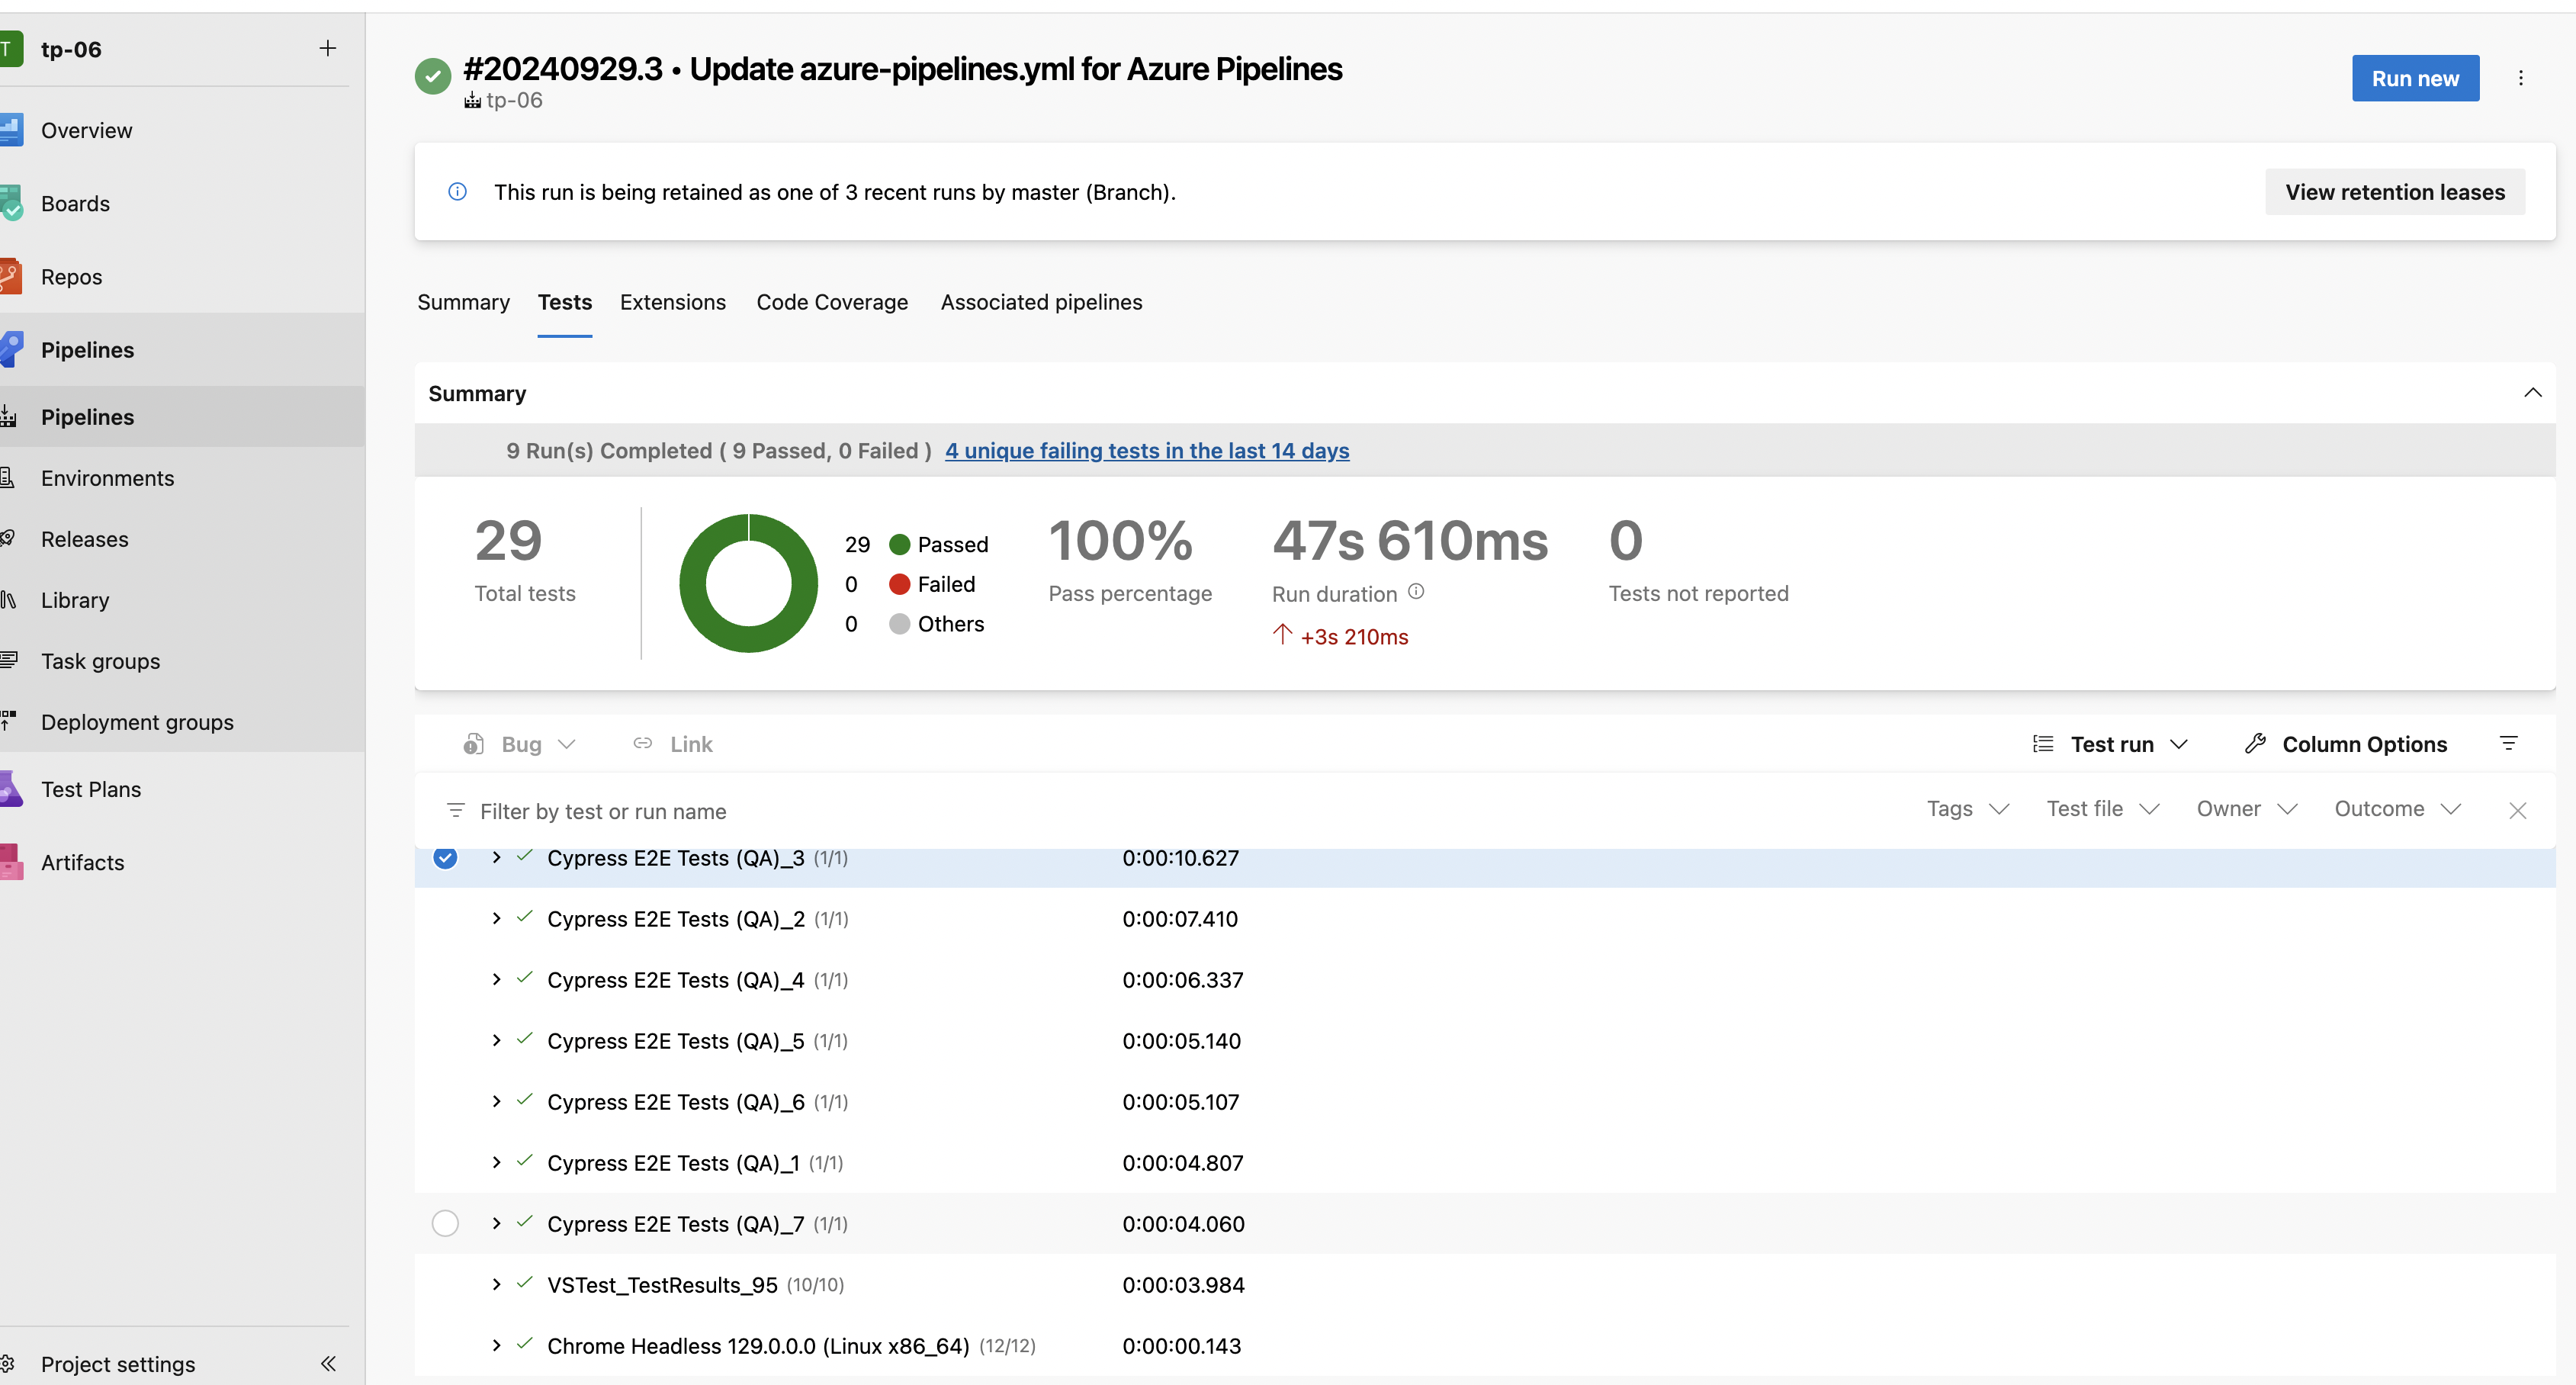 T tp-06
Overview
Boards
Repos
Pipelines
Pipelines
Environments
Releases
Library
Task groups
Deployment groups
Test Plans
Artifacts
Project settings
#20240929.3 • Update azure-pipelines.yml for Azure Pipelines
tp-06
Run new
This run is being retained as one of 3 recent runs by master (Branch).
View retention leases
Summary Tests Extensions Code Coverage Associated pipelines
Summary
9 Run(s) Completed ( 9 Passed, 0 Failed ) 4 unique failing tests in the last 14 days
29
Total tests
29 Passed
0 Failed
0 Others
100%
Pass percentage
47s 610ms
Run duration
+3s 210ms
0
Tests not reported
Bug Link Test run Column Options
Filter by test or run name Tags Test file Owner Outcome
Cypress E2E Tests (QA)_3 (1/1) 0:00:10.627
Cypress E2E Tests (QA)_2 (1/1) 0:00:07.410
Cypress E2E Tests (QA)_4 (1/1) 0:00:06.337
Cypress E2E Tests (QA)_5 (1/1) 0:00:05.140
Cypress E2E Tests (QA)_6 (1/1) 0:00:05.107
Cypress E2E Tests (QA)_1 (1/1) 0:00:04.807
Cypress E2E Tests (QA)_7 (1/1) 0:00:04.060
VSTest_TestResults_95 (10/10) 0:00:03.984
Chrome Headless 129.0.0.0 (Linux x86_64) (12/12) 0:00:00.143